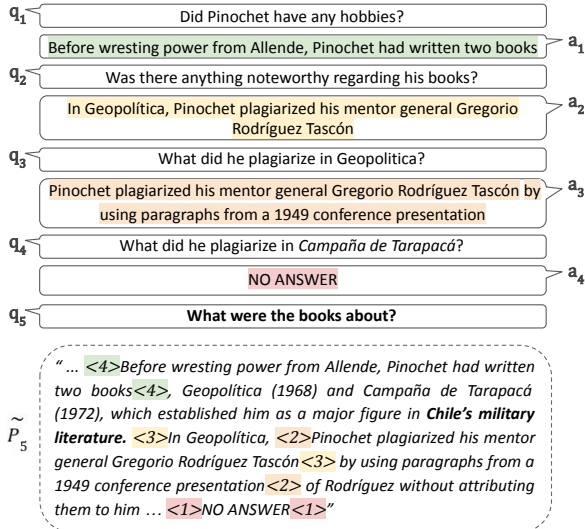 q1 Did Pinochet have any hobbies?
Before wresting power from Allende, Pinochet had written two books a1
q2 Was there anything noteworthy regarding his books?
In Geopolítica, Pinochet plagiarized his mentor general Gregorio
Rodríguez Tascón a2
q3 What did he plagiarize in Geopolitica?
Pinochet plagiarized his mentor general Gregorio Rodríguez Tascón by
using paragraphs from a 1949 conference presentation a3
q4 What did he plagiarize in Campaña de Tarapacá?
NO ANSWER a4
q5 What were the books about?
P̃5
“ ... <4>Before wresting power from Allende, Pinochet had written
two books<4>, Geopolítica (1968) and Campaña de Tarapacá
(1972), which established him as a major figure in Chile’s military
literature. <3>In Geopolítica, <2>Pinochet plagiarized his mentor
general Gregorio Rodríguez Tascón<3> by using paragraphs from a
1949 conference presentation<2> of Rodríguez without attributing
them to him ... <1>NO ANSWER<1>”